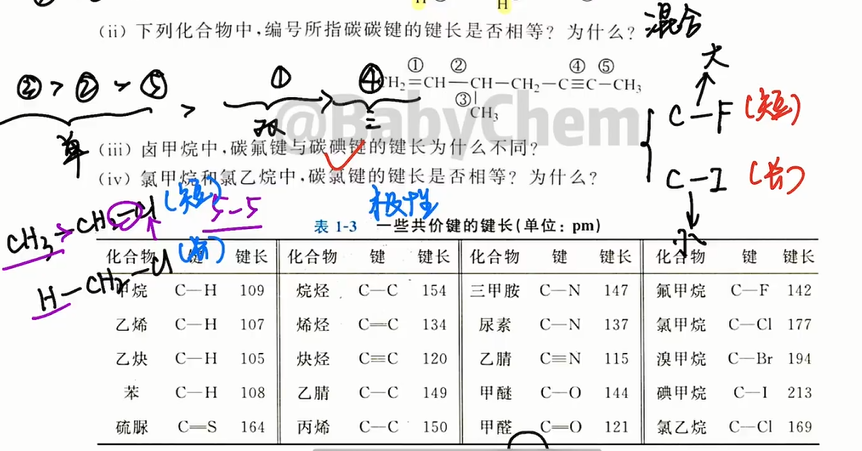 (ii) 下列化合物中,编号所指碳碳键的键长是否相等?为什么? 混合
大
① ② ④ ⑤
③>②>⑤ > ① > ④
CH₂=CH—CH—CH₂—C≡C—CH₃
③
CH₃
单 双 三
C—F (短)
@BabyChem
(iii) 卤甲烷中,碳氟键与碳碘键的键长为什么不同?
C—I (长)
(iv) 氯甲烷和氯乙烷中,碳氯键的键长是否相等?为什么?
小
CH₃→CH₂—Cl (短) 极性
H—CH₂—Cl (长)
表 1-3 一些共价键的键长(单位:pm)
化合物 键 键长 化合物 键 键长 化合物 键 键长 化合物 键 键长
甲烷 C—H 109 烷烃 C—C 154 三甲胺 C—N 147 氟甲烷 C—F 142
乙烯 C—H 107 烯烃 C=C 134 尿素 C—N 137 氯甲烷 C—Cl 177
乙炔 C—H 105 炔烃 C≡C 120 乙腈 C≡N 115 溴甲烷 C—Br 194
苯 C—H 108 乙腈 C—C 149 甲醚 C—O 144 碘甲烷 C—I 213
硫脲 C=S 164 丙烯 C—C 150 甲醛 C=O 121 氯乙烷 C—Cl 169